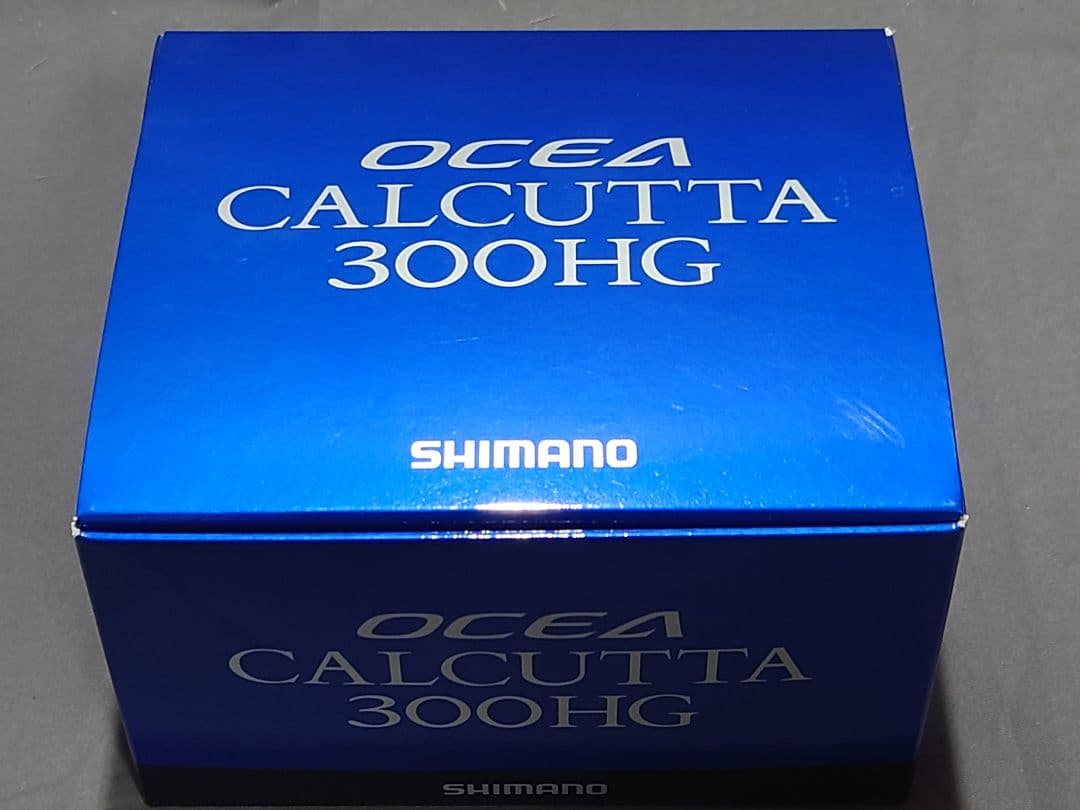 OCEA
CALCUTTA
300HG
SHIMANO
OCEA
CALCUTTA
300HG
SHIMANO